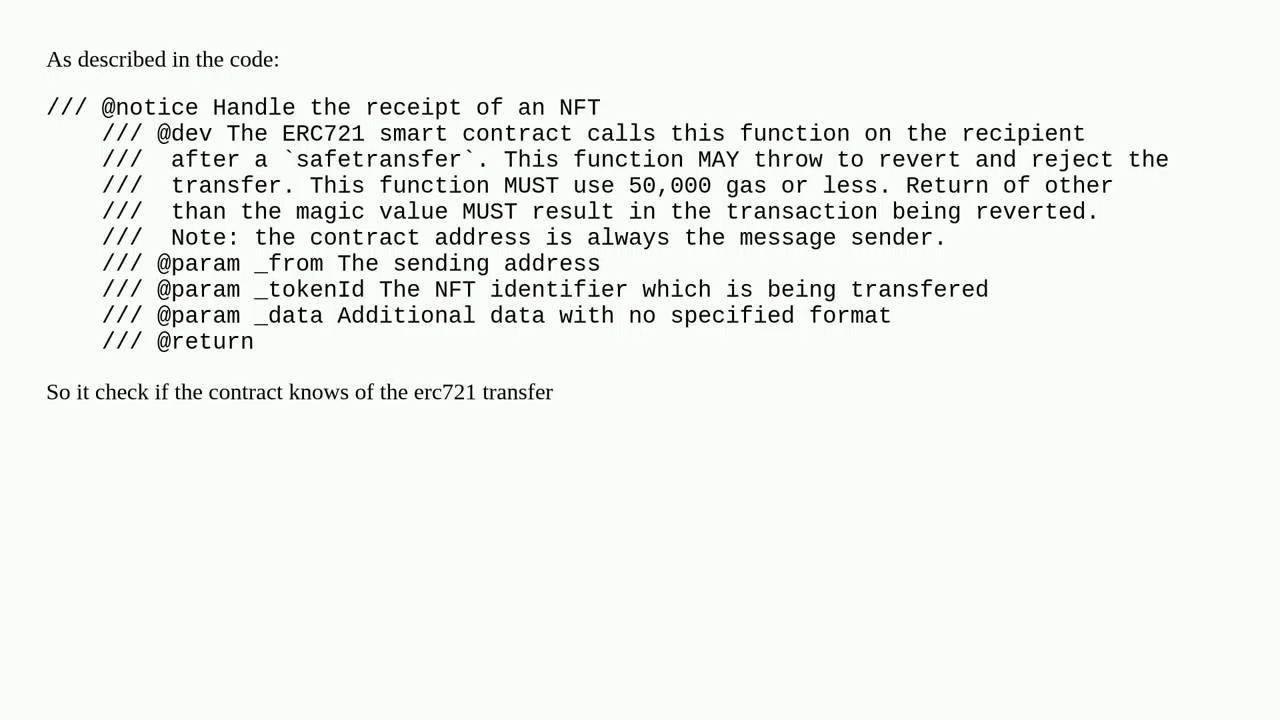 As described in the code:
/// @notice Handle the receipt of an NFT
/// @dev The ERC721 smart contract calls this function on the recipient
///  after a `safetransfer`. This function MAY throw to revert and reject the
///  transfer. This function MUST use 50,000 gas or less. Return of other
///  than the magic value MUST result in the transaction being reverted.
///  Note: the contract address is always the message sender.
/// @param _from The sending address
/// @param _tokenId The NFT identifier which is being transfered
/// @param _data Additional data with no specified format
/// @return
So it check if the contract knows of the erc721 transfer